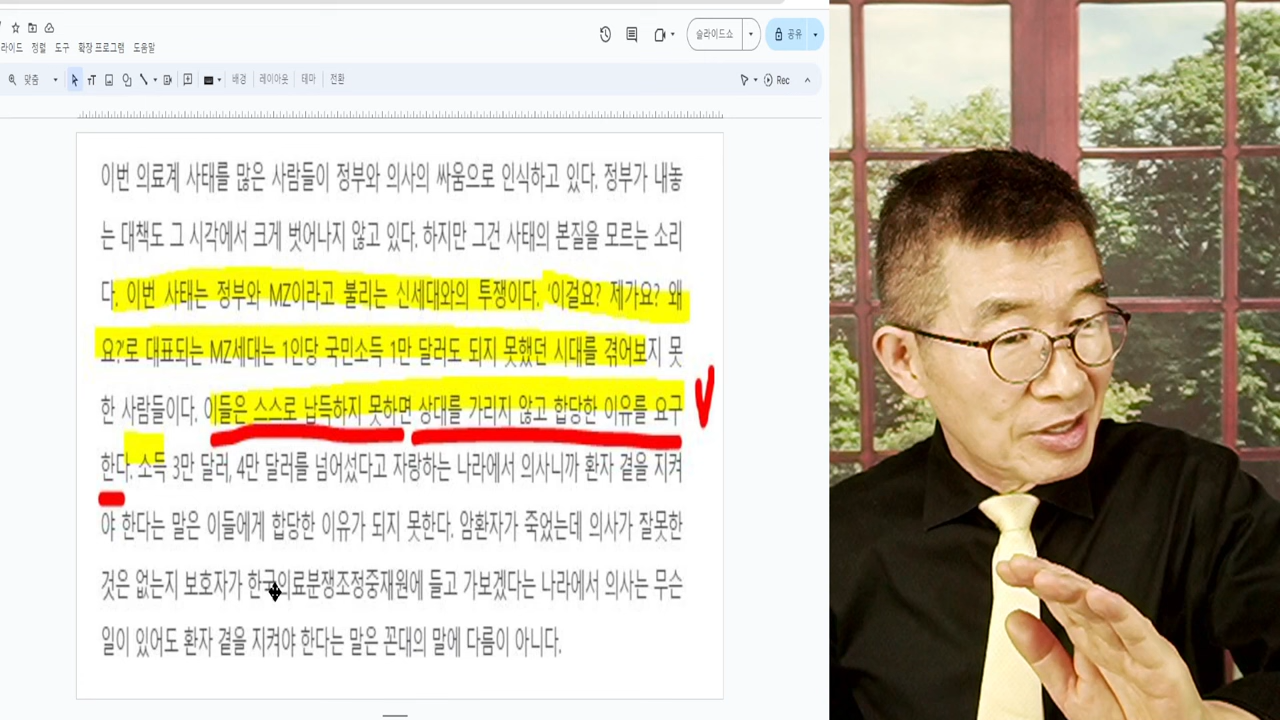 라이드 정렬 도구 확장 프로그램 도움말
슬라이드쇼
공유
맞춤
배경 레이아웃 테마 전환
Rec
이번 의료계 사태를 많은 사람들이 정부와 의사의 싸움으로 인식하고 있다. 정부가 내놓
는 대책도 그 시각에서 크게 벗어나지 않고 있다. 하지만 그건 사태의 본질을 모르는 소리
다. 이번 사태는 정부와 MZ이라고 불리는 신세대와의 투쟁이다. '이걸요? 제가요? 왜
요?'로 대표되는 MZ세대는 1인당 국민소득 1만 달러도 되지 못했던 시대를 겪어보지 못
한 사람들이다. 이들은 스스로 납득하지 못하면 상대를 가리지 않고 합당한 이유를 요구
한다. 소득 3만 달러, 4만 달러를 넘어섰다고 자랑하는 나라에서 의사니까 환자 곁을 지켜
야 한다는 말은 이들에게 합당한 이유가 되지 못한다. 암환자가 죽었는데 의사가 잘못한
것은 없는지 보호자가 한국의료분쟁조정중재원에 들고 가보겠다는 나라에서 의사는 무슨
일이 있어도 환자 곁을 지켜야 한다는 말은 꼰대의 말에 다름이 아니다.